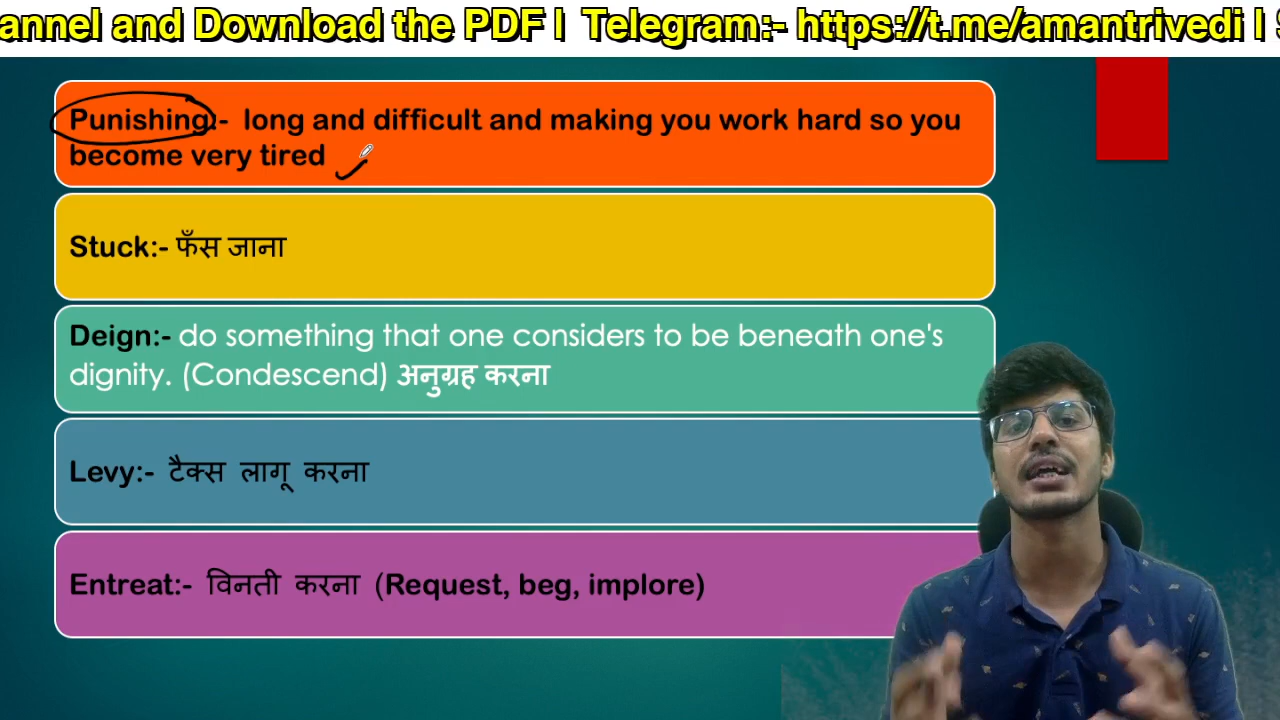 annel and Download the PDF I Telegram:- https://t.me/amantrivedi I
Punishing:- long and difficult and making you work hard so you
become very tired
Stuck:- फँस जाना
Deign:- do something that one considers to be beneath one's
dignity. (Condescend) अनुग्रह करना
Levy:- टैक्स लागू करना
Entreat:- विनती करना (Request, beg, implore)